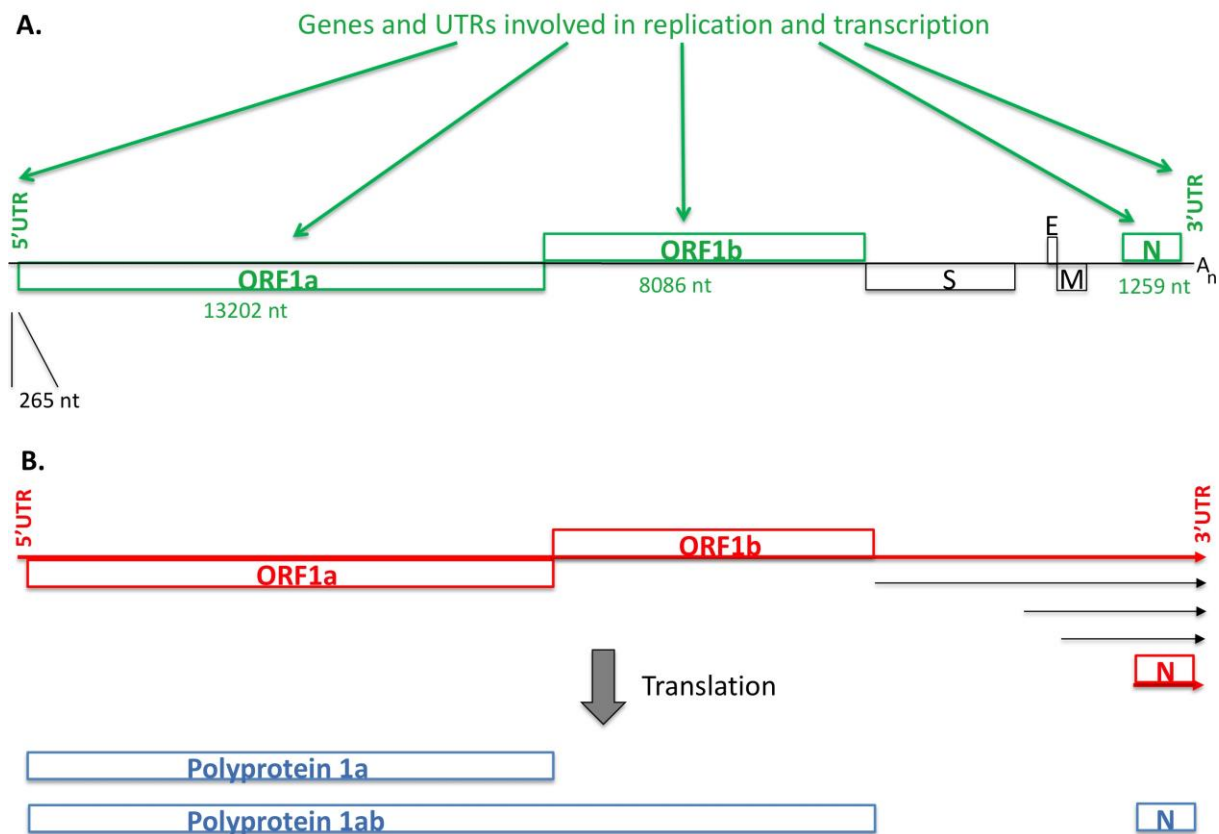 A.
Genes and UTRs involved in replication and transcription
5'UTR
3'UTR
ORF1a
ORF1b
S
E
M
N
An
13202 nt
8086 nt
1259 nt
265 nt
B.
5'UTR
3'UTR
ORF1b
ORF1a
N
Translation
Polyprotein 1a
Polyprotein 1ab
N